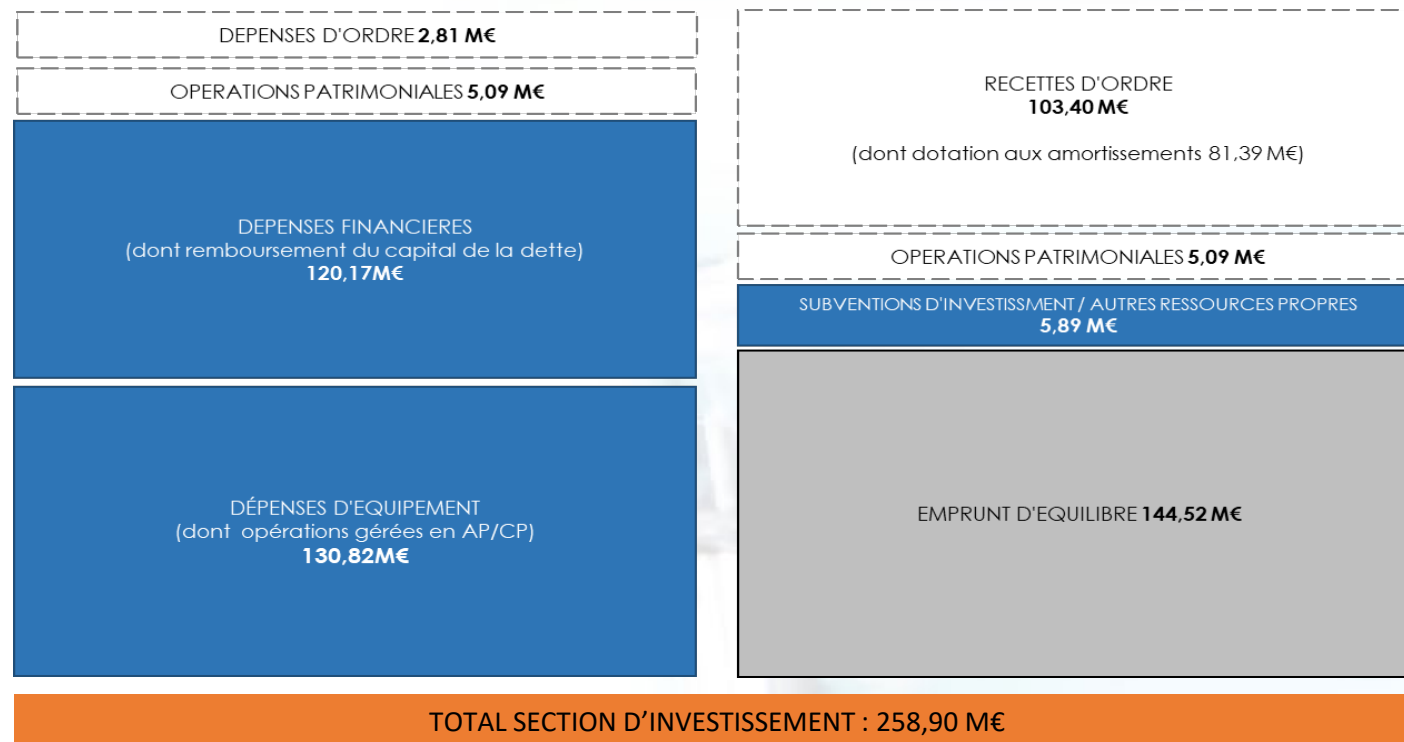 DEPENSES D'ORDRE 2,81 M€
OPERATIONS PATRIMONIALES 5,09 M€
DEPENSES FINANCIERES
(dont remboursement du capital de la dette)
120,17M€
DÉPENSES D'EQUIPEMENT
(dont opérations gérées en AP/CP)
130,82M€
RECETTES D'ORDRE
103,40 M€
(dont dotation aux amortissements 81,39 M€)
OPERATIONS PATRIMONIALES 5,09 M€
SUBVENTIONS D'INVESTISSMENT / AUTRES RESSOURCES PROPRES
5,89 M€
EMPRUNT D'EQUILIBRE 144,52 M€
TOTAL SECTION D’INVESTISSEMENT : 258,90 M€